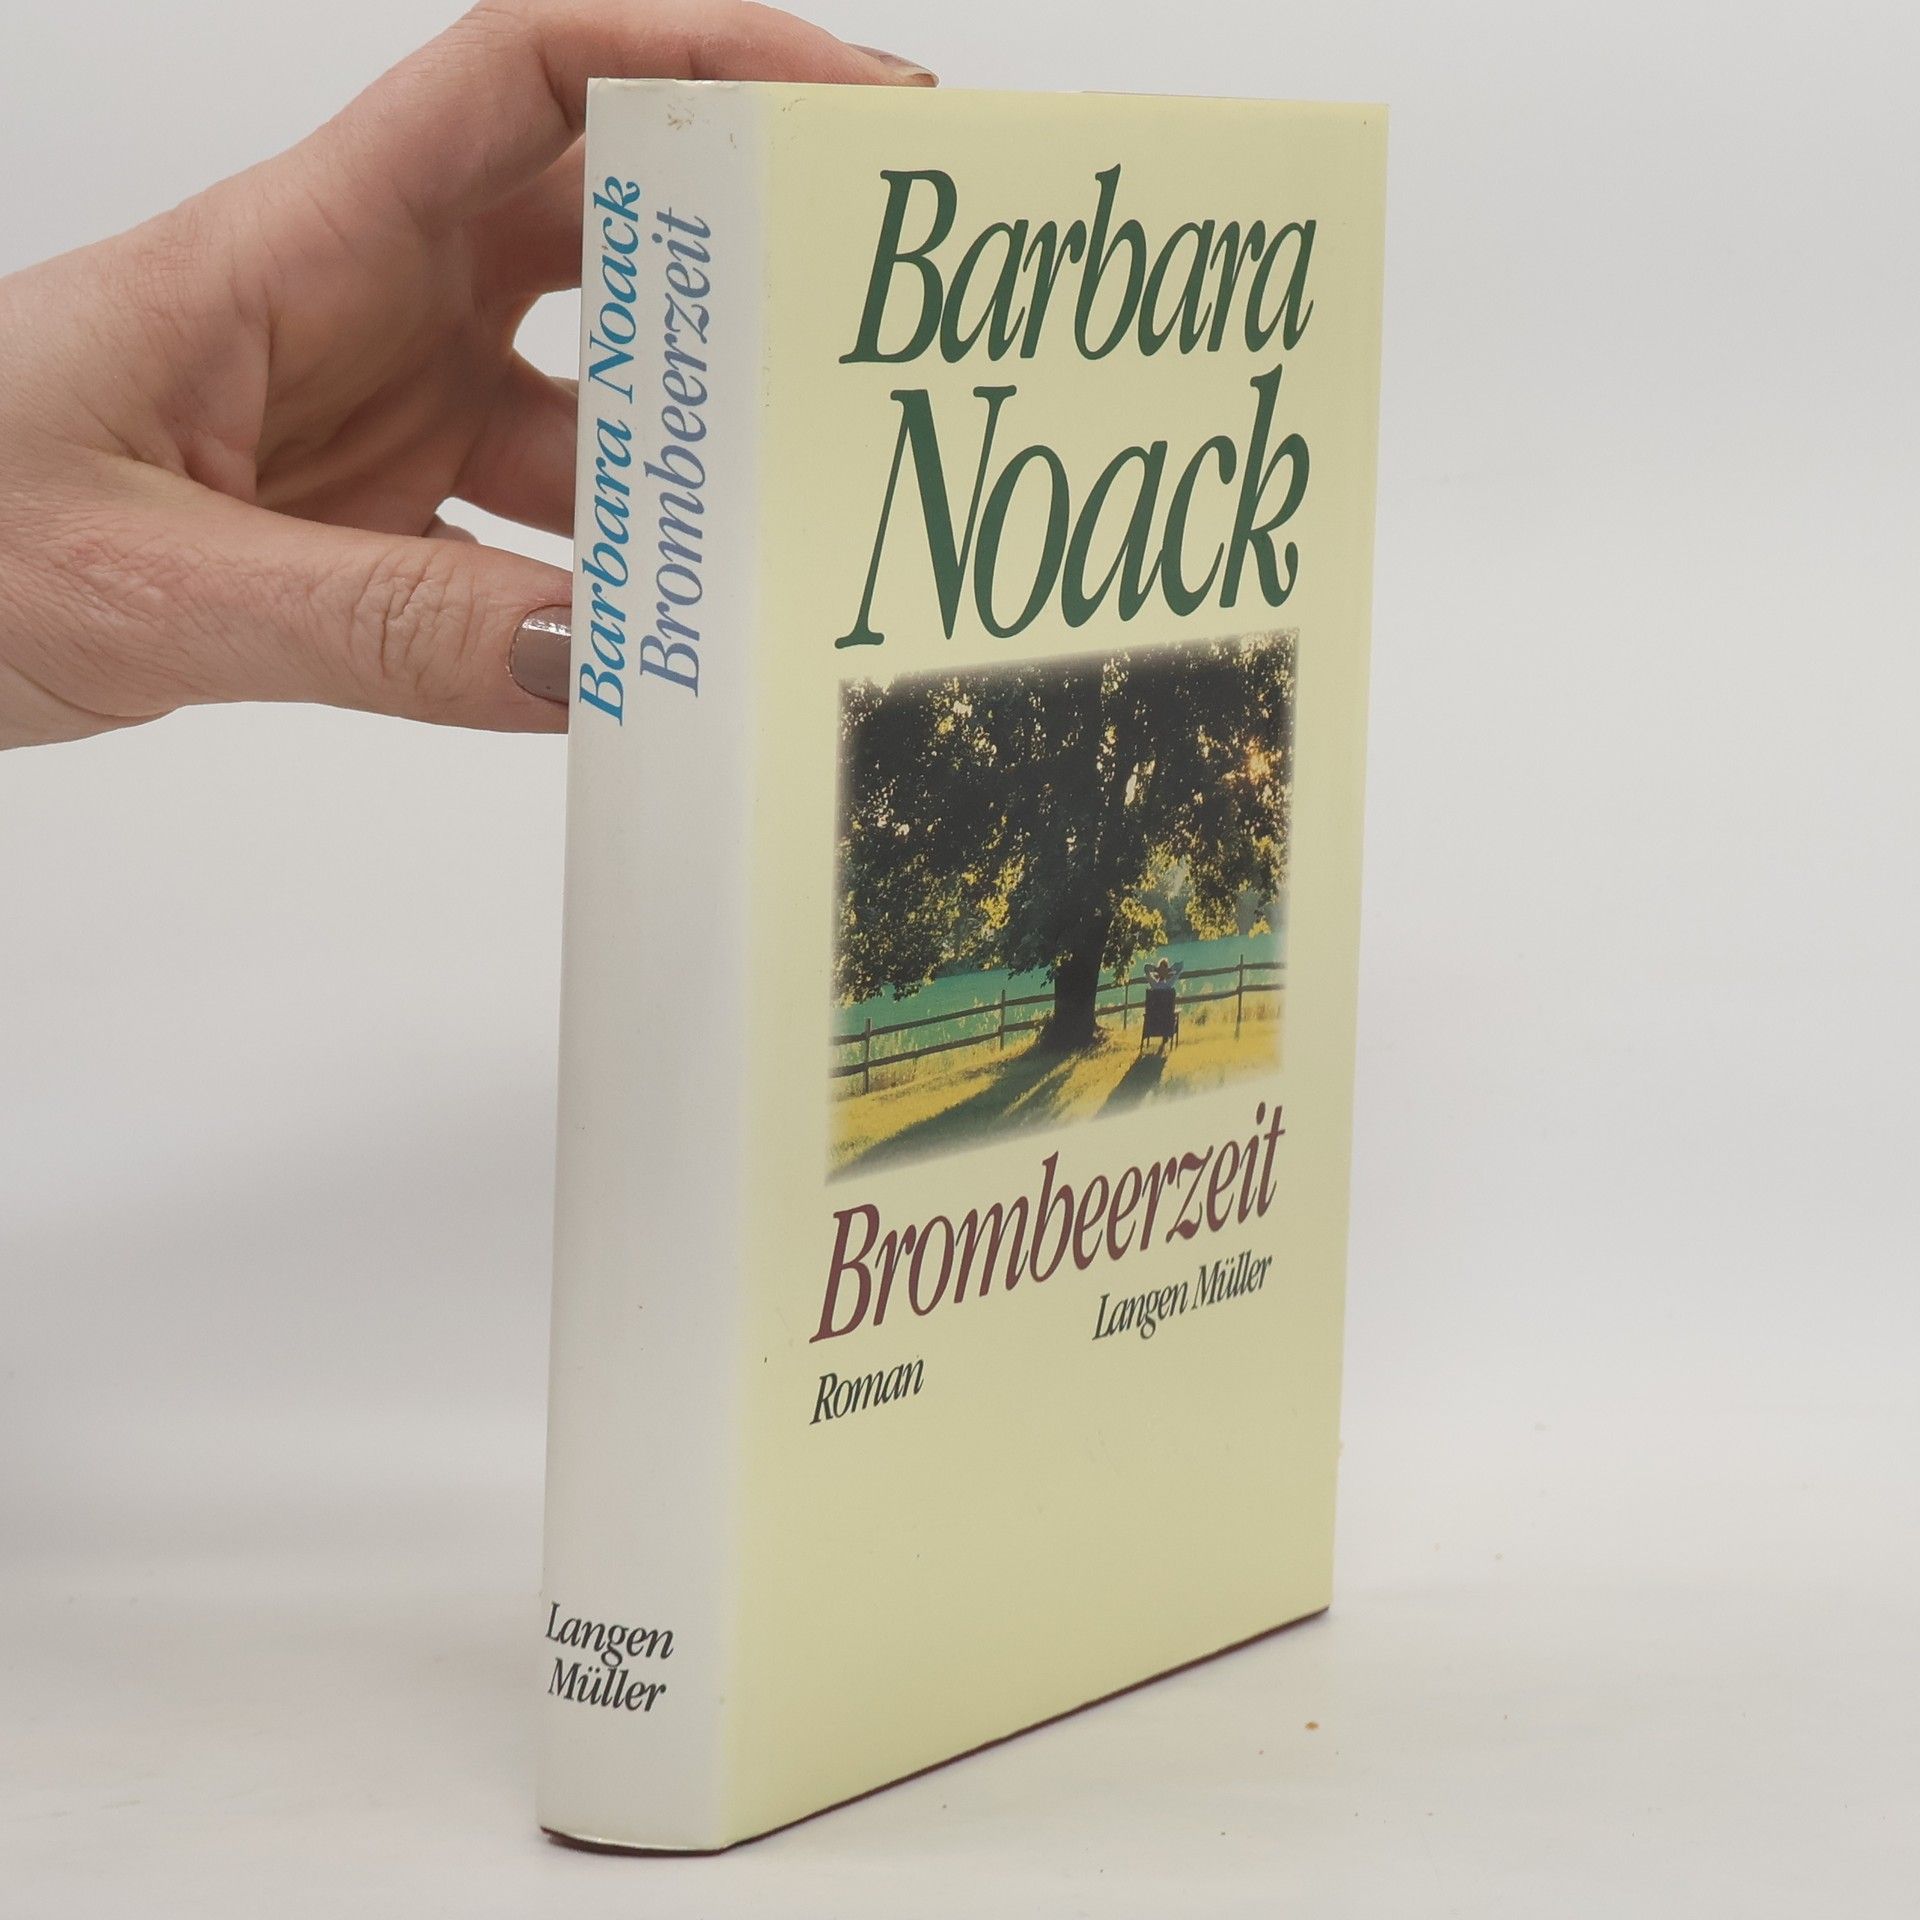 Barbara Noack
Brombeerzeit
Langen
Müller
Barbara
Noack
Brombeerzeit
Langen Müller
Roman